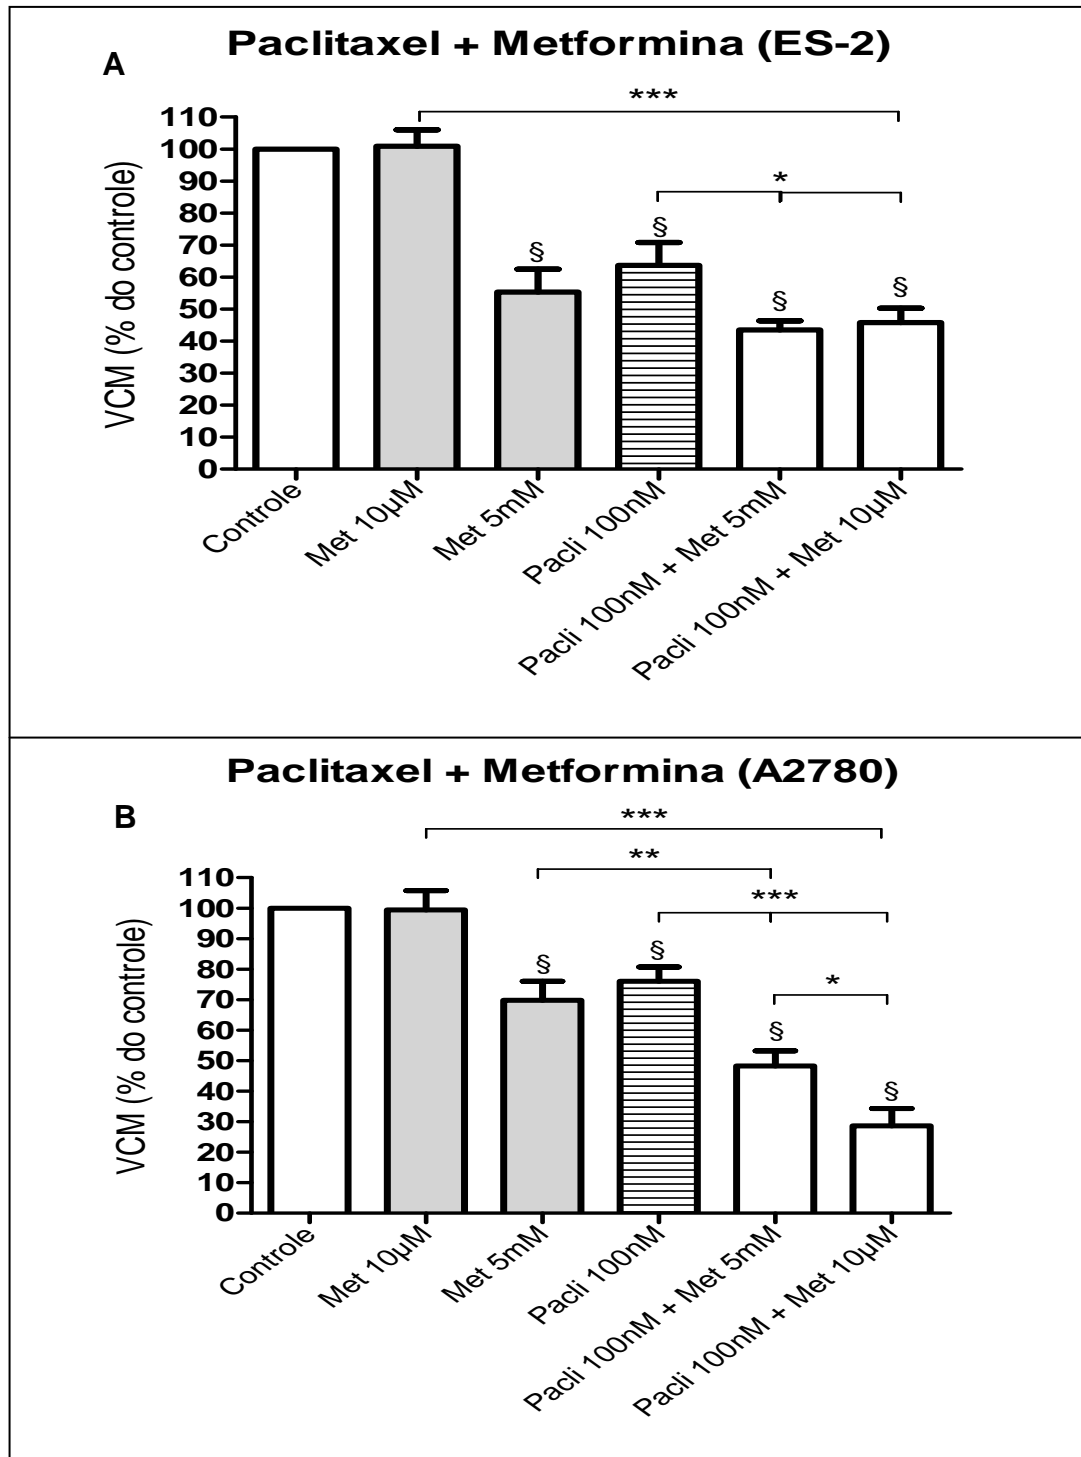 Paclitaxel + Metformina (ES-2)
A
***
*
VCM (% do controle)
110
100
90
80
70
60
50
40
30
20
10
0
§
§
§
§
Controle
Met 10µM
Met 5mM
Pacli 100nM
Pacli 100nM + Met 5mM
Pacli 100nM + Met 10µM
Paclitaxel + Metformina (A2780)
B
***
**
***
*
VCM (% do controle)
110
100
90
80
70
60
50
40
30
20
10
0
§
§
§
§
Controle
Met 10µM
Met 5mM
Pacli 100nM
Pacli 100nM + Met 5mM
Pacli 100nM + Met 10µM